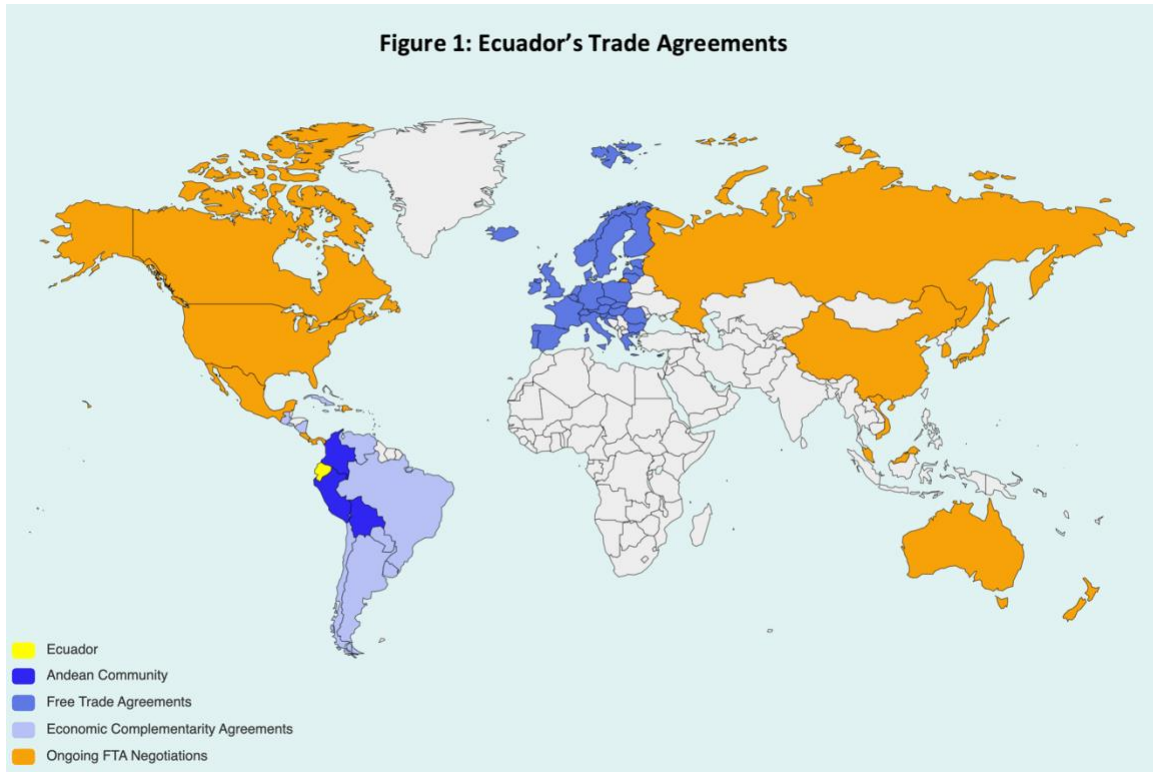 Figure 1: Ecuador’s Trade Agreements
Ecuador
Andean Community
Free Trade Agreements
Economic Complementarity Agreements
Ongoing FTA Negotiations